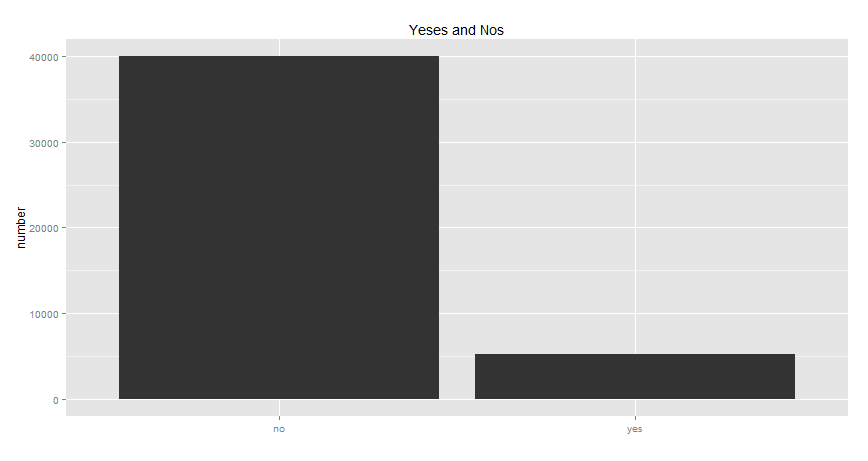 Yeses and Nos
number
40000
30000
20000
10000
0
no
yes